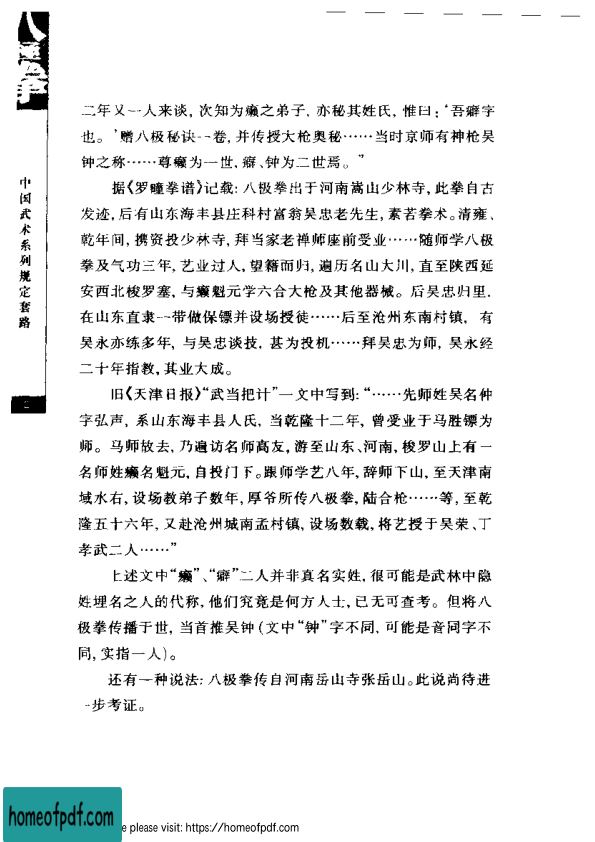 八极拳
中国武术系列规定套路
二年又一人来谈，次知为癞之弟子，亦秘其姓氏，惟曰：‘吾癖字
也。’赠八极秘诀一卷，并传授大枪奥秘……当时京师有神枪吴
钟之称……尊癞为一世，癖、钟为二世焉。”
据《罗疃拳谱》记载：八极拳出于河南嵩山少林寺，此拳自古
发迹，后有山东海丰县庄科村富翁吴忠老先生，素若拳术。清雍、
乾年间，携资投少林寺，拜当家老禅师座前受业……随师学八极
拳及气功三年，艺业过人，望籍而归，遍历名山大川，直至陕西延
安西北梭罗塞，与癞魁元学六合大枪及其他器械。后吴忠归里，
在山东直隶一带做保镖并设场授徒……后至沧州东南村镇，有
吴永亦练多年，与吴忠谈技，甚为投机……拜吴忠为师，吴永经
二十年指教，其业大成。
旧《天津日报》“武当把计”一文中写到：“……先师姓吴名仲
字弘声，系山东海丰县人氏，当乾隆十二年，曾受业于马胜镖为
师。马师故去，乃遍访名师高友，游至山东、河南，梭罗山上有一
名师姓癞名魁元，自投门下。跟师学艺八年，辞师下山，至天津南
域水右，设场教弟子数年，厚爷所传八极拳，陆合枪……等，至乾
隆五十六年，又赴沧州城南孟村镇，设场数载，将艺授于吴荣、丁
孝武二人……”
上述文中“癞”、“癖”二人并非真名实姓，很可能是武林中隐
姓埋名之人的代称，他们究竟是何方人士，已无可查考。但将八
极拳传播于世，当首推吴钟（文中“钟”字不同，可能是音同字不
同，实指一人）。
还有一种说法：八极拳传自河南岳山寺张岳山。此说尚待进
一步考证。
homeofpdf.com
e please visit: https://homeofpdf.com